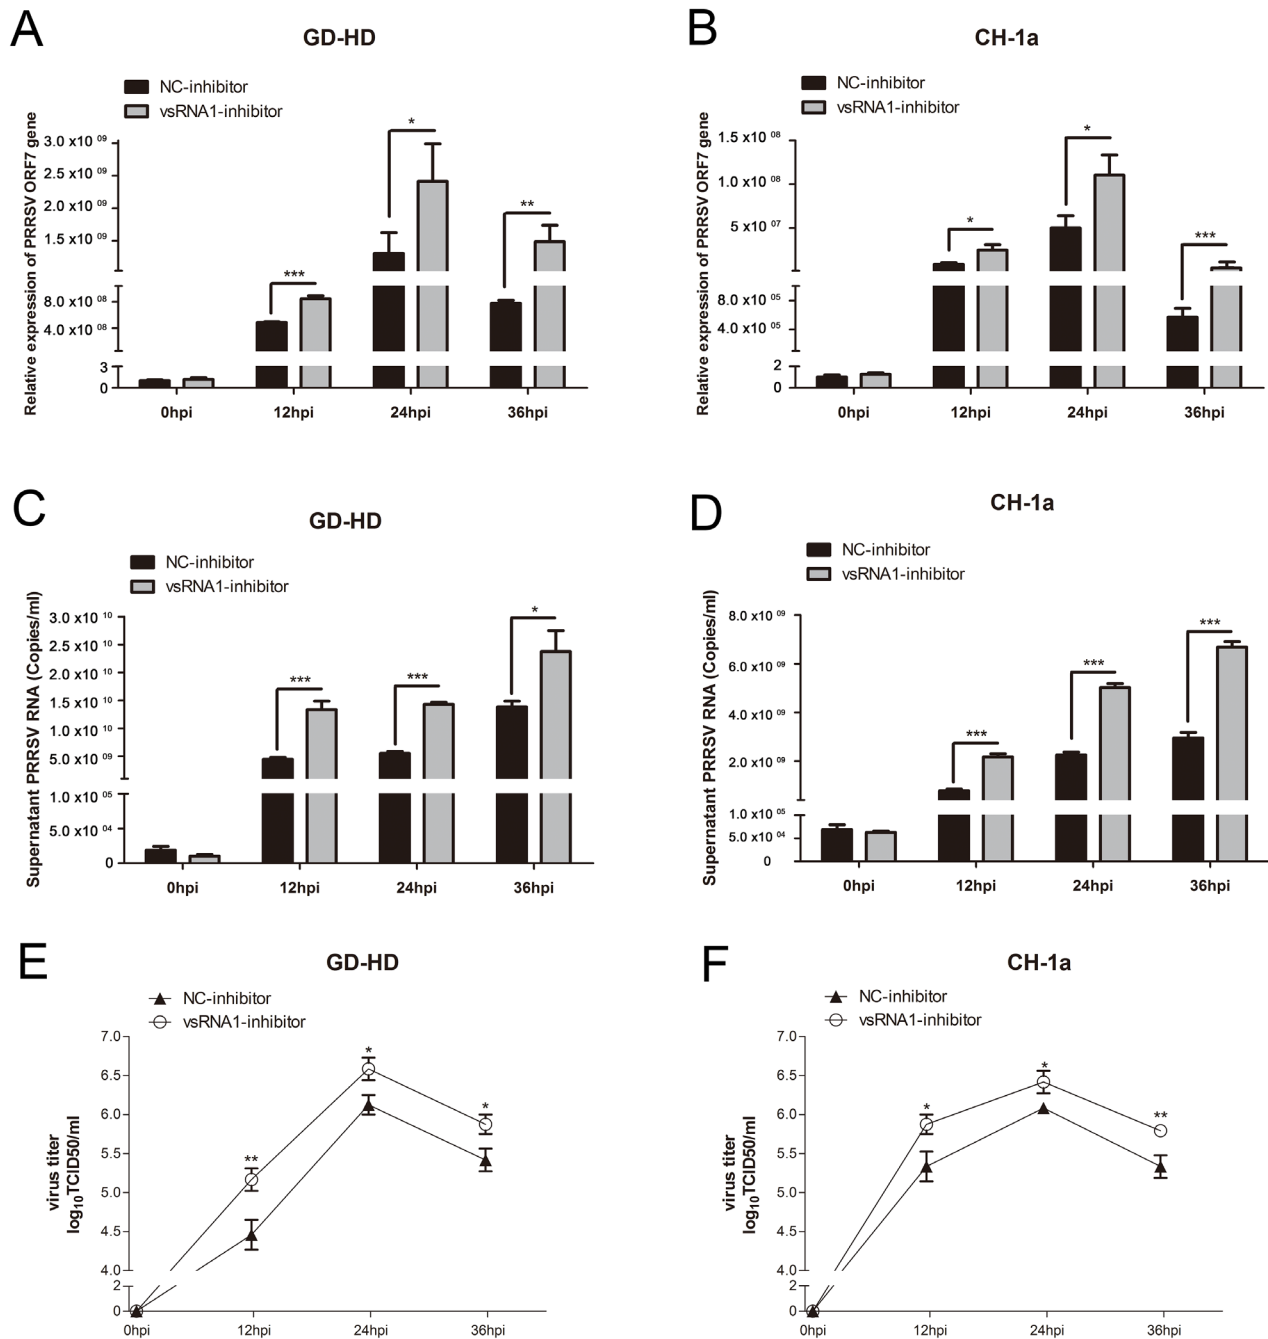 A
GD-HD
NC-inhibitor
vsRNA1-inhibitor
Relative expression of PRRSV ORF7 gene
3.0 x10 09
2.5 x10 09
2.0 x10 09
1.5 x10 09
8.0 x10 08
4.0 x10 08
3
0
***
*
**
0hpi 12hpi 24hpi 36hpi
B
CH-1a
NC-inhibitor
vsRNA1-inhibitor
Relative expression of PRRSV ORF7 gene
1.5 x10 08
1.0 x10 08
5 x10 07
8.0 x10 05
4.0 x10 05
2
0
*
*
***
0hpi 12hpi 24hpi 36hpi
C
GD-HD
NC-inhibitor
vsRNA1-inhibitor
Supernatant PRRSV RNA (Copies/ml)
3.0 x10 10
2.5 x10 10
2.0 x10 10
1.5 x10 10
1.0 x10 10
5.0 x10 09
1.0 x10 05
5.0 x10 04
0
***
***
*
0hpi 12hpi 24hpi 36hpi
D
CH-1a
NC-inhibitor
vsRNA1-inhibitor
Supernatant PRRSV RNA (Copies/ml)
8.0 x10 09
6.0 x10 09
4.0 x10 09
2.0 x10 09
1.0 x10 05
5.0 x10 04
0
***
***
***
0hpi 12hpi 24hpi 36hpi
E
GD-HD
NC-inhibitor
vsRNA1-inhibitor
virus titer
log10TCID50/ml
7.0
6.5
6.0
5.5
5.0
4.5
4.0
2
0
**
*
*
0hpi 12hpi 24hpi 36hpi
F
CH-1a
NC-inhibitor
vsRNA1-inhibitor
virus titer
log10TCID50/ml
7.0
6.5
6.0
5.5
5.0
4.5
4.0
2
0
*
*
**
0hpi 12hpi 24hpi 36hpi